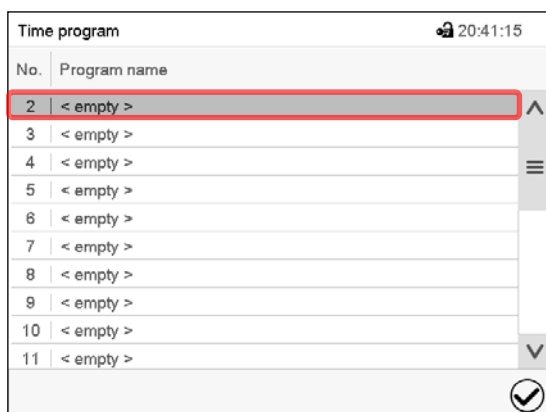 Time program 20:41:15
No. Program name
2 < empty >
3 < empty >
4 < empty >
5 < empty >
6 < empty >
7 < empty >
8 < empty >
9 < empty >
10 < empty >
11 < empty >